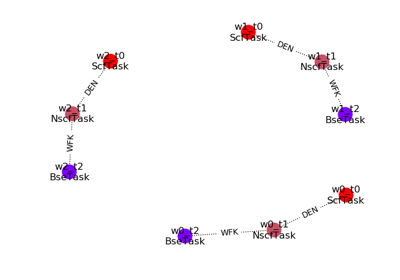 w1_t0
ScrTask
DEN
w1_t1
NscrTask
WFK
w1_t2
BseTask
w2_t0
ScrTask
DEN
w2_t1
NscrTask
WFK
w2_t2
BseTask
w0_t0
ScrTask
DEN
w0_t1
NscrTask
WFK
w0_t2
BseTask